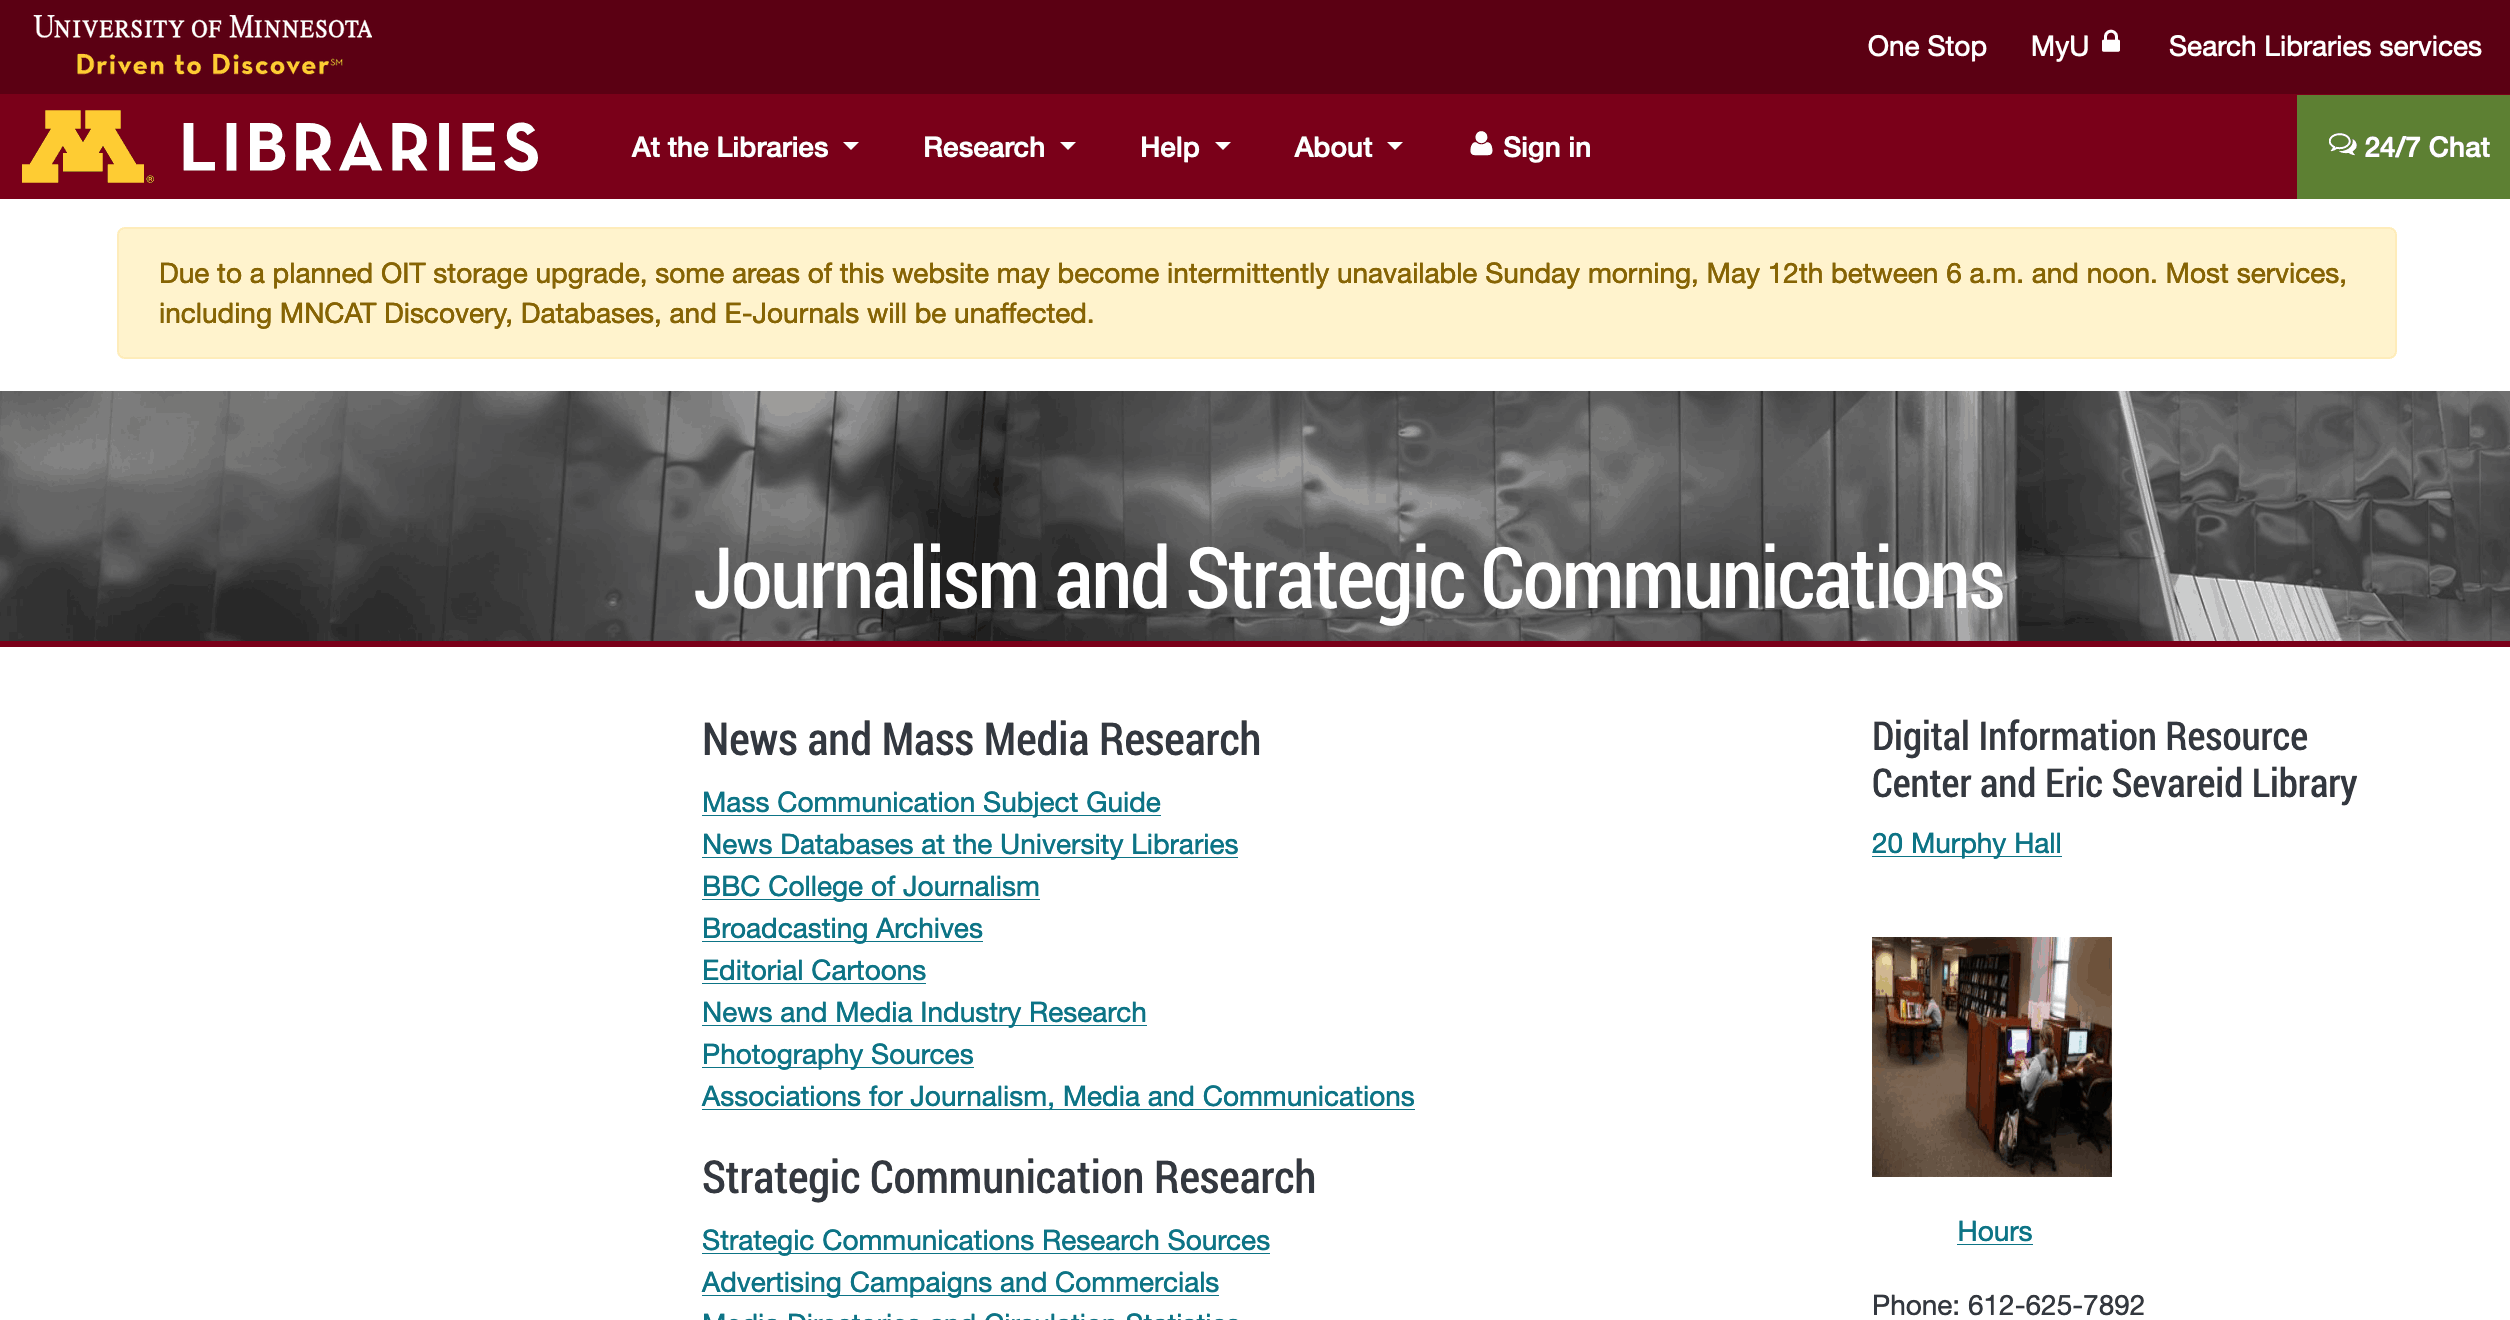 UNIVERSITY OF MINNESOTA
Driven to Discover℠
One Stop
MyU
Search Libraries services
M®
LIBRARIES
At the Libraries
Research
Help
About
Sign in
24/7 Chat
Due to a planned OIT storage upgrade, some areas of this website may become intermittently unavailable Sunday morning, May 12th between 6 a.m. and noon. Most services,
including MNCAT Discovery, Databases, and E-Journals will be unaffected.
Journalism and Strategic Communications
News and Mass Media Research
Mass Communication Subject Guide
News Databases at the University Libraries
BBC College of Journalism
Broadcasting Archives
Editorial Cartoons
News and Media Industry Research
Photography Sources
Associations for Journalism, Media and Communications
Strategic Communication Research
Strategic Communications Research Sources
Advertising Campaigns and Commercials
Media Directories and Circulation Statistics
Digital Information Resource
Center and Eric Sevareid Library
20 Murphy Hall
Hours
Phone: 612-625-7892